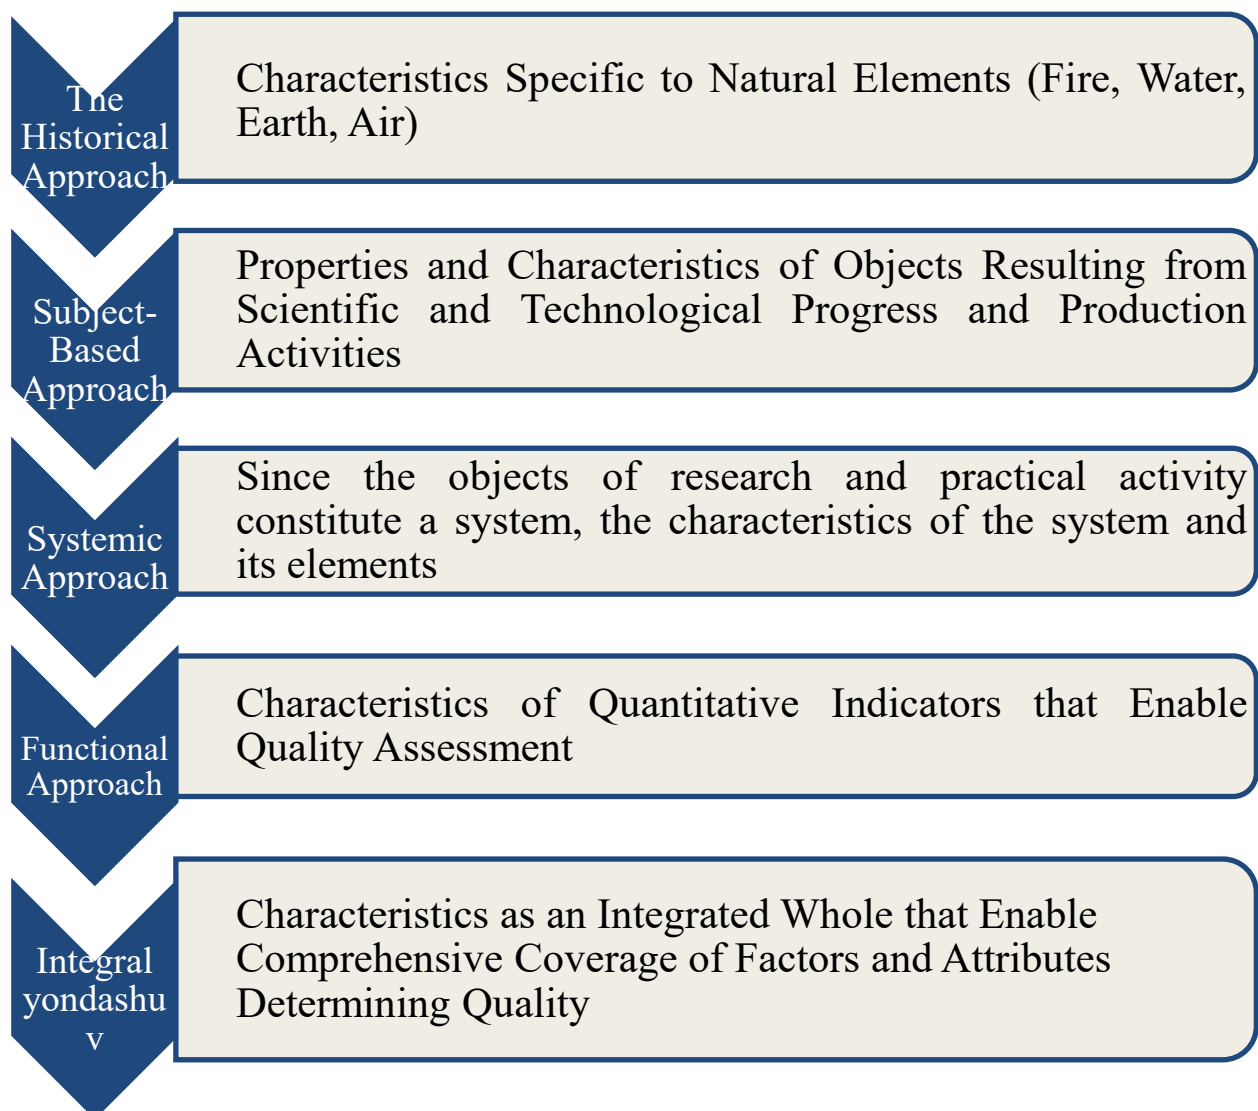 The
Historical
Approach
Characteristics Specific to Natural Elements (Fire, Water,
Earth, Air)
Subject-
Based
Approach
Properties and Characteristics of Objects Resulting from
Scientific and Technological Progress and Production
Activities
Systemic
Approach
Since the objects of research and practical activity
constitute a system, the characteristics of the system and
its elements
Functional
Approach
Characteristics of Quantitative Indicators that Enable
Quality Assessment
Integral
yondashu
v
Characteristics as an Integrated Whole that Enable
Comprehensive Coverage of Factors and Attributes
Determining Quality